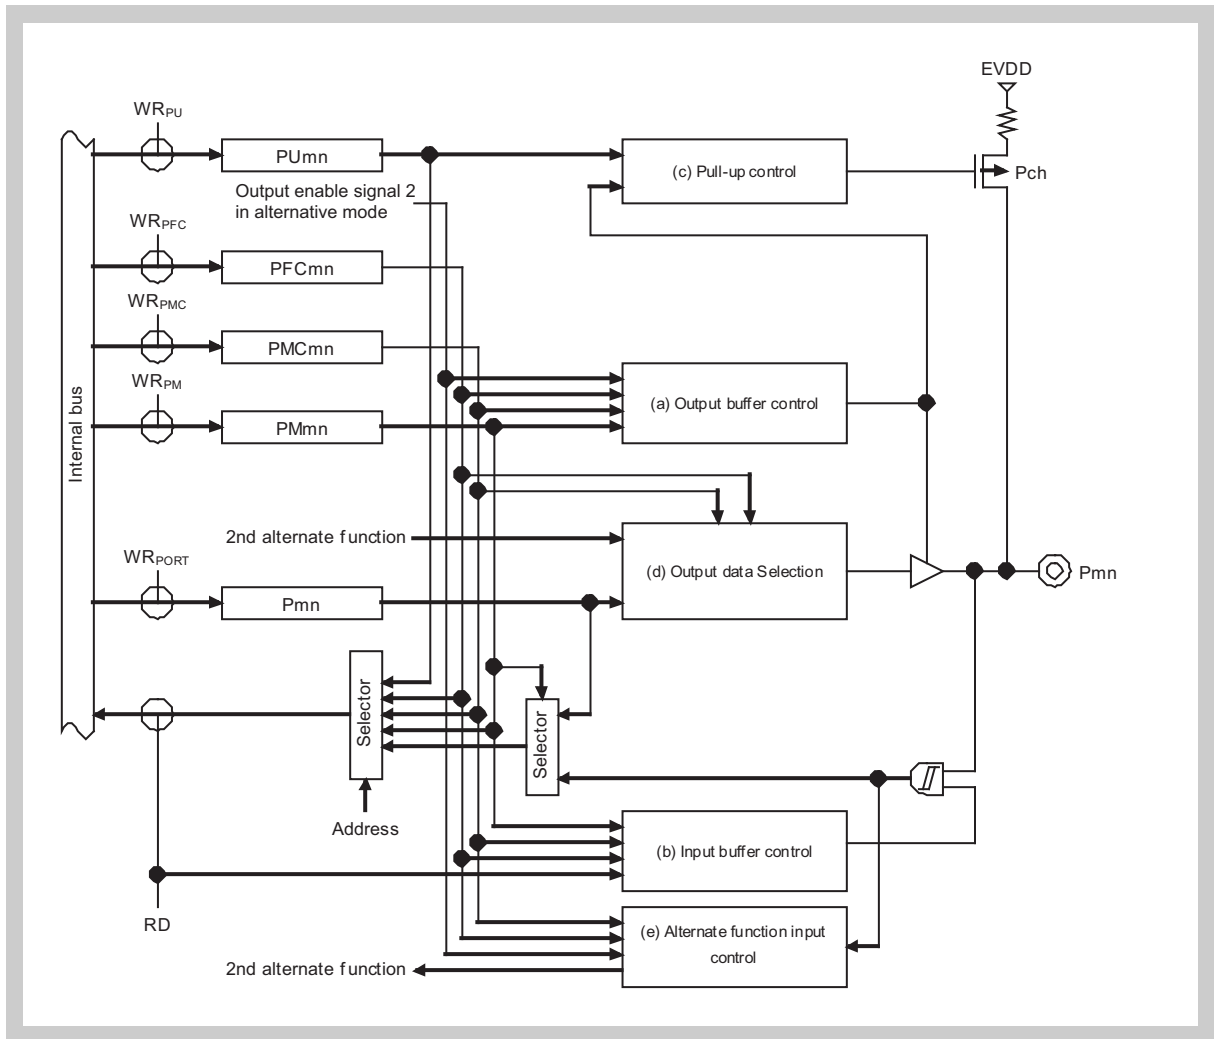 EVDD
WRPU
PUmn
(c) Pull-up control
Pch
Output enable signal 2
in alternative mode
WRPFC
PFCmn
WRPMC
PMCmn
WRPM
PMmn
(a) Output buffer control
Internal bus
2nd alternate function
(d) Output data Selection
Pmn
WRPORT
Pmn
Selector
Selector
Address
(b) Input buffer control
RD
(e) Alternate function input
control
2nd alternate function